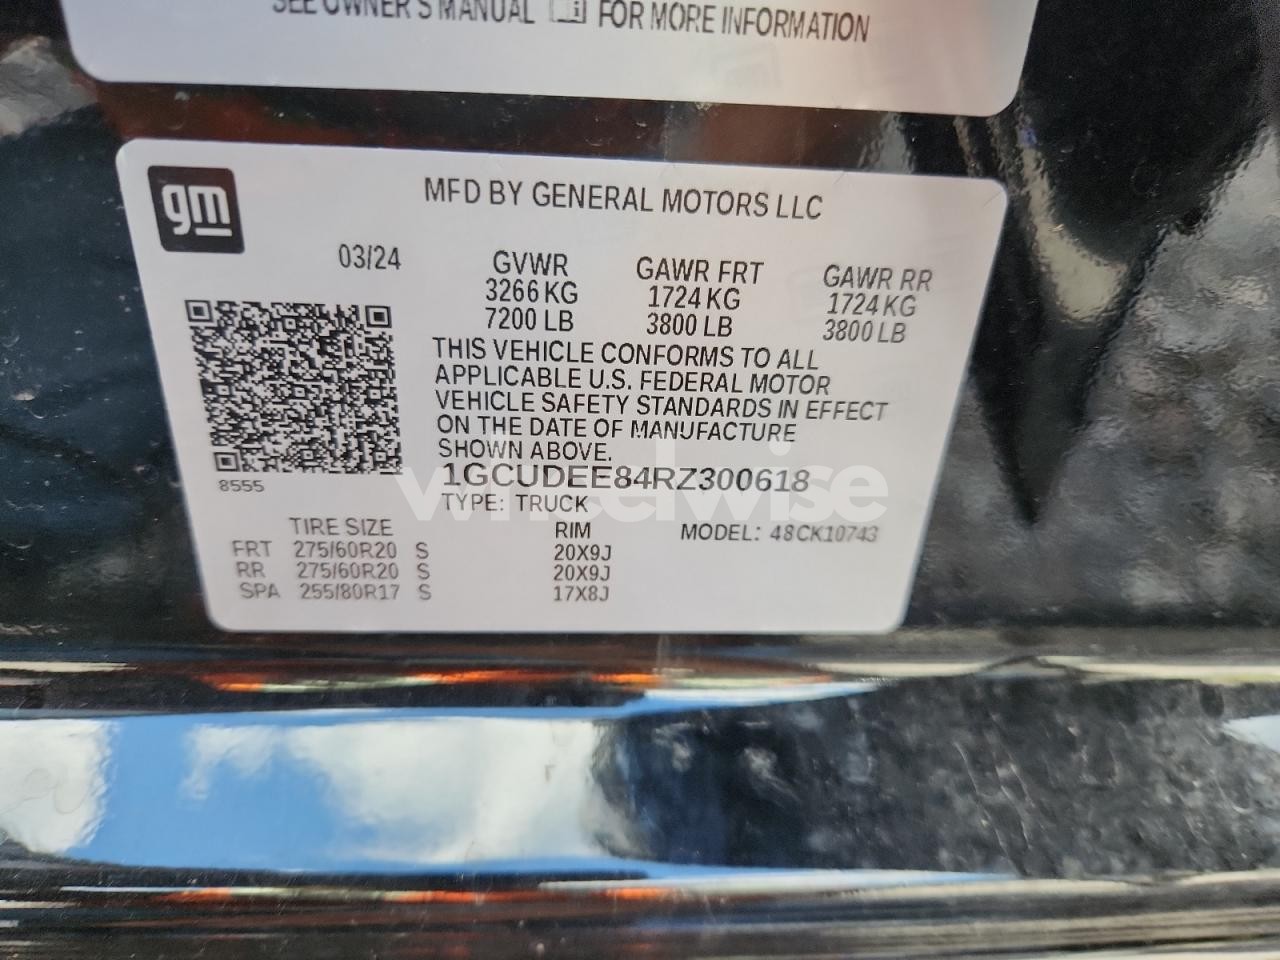 SEE OWNER'S MANUAL FOR MORE INFORMATION
gm
MFD BY GENERAL MOTORS LLC
03/24
GVWR GAWR FRT GAWR RR
3266 KG 1724 KG 1724 KG
7200 LB 3800 LB 3800 LB
THIS VEHICLE CONFORMS TO ALL
APPLICABLE U.S. FEDERAL MOTOR
VEHICLE SAFETY STANDARDS IN EFFECT
ON THE DATE OF MANUFACTURE
SHOWN ABOVE.
8555
1GCUDEE84RZ300618
wheelwise
TYPE: TRUCK
TIRE SIZE RIM MODEL: 48CK10743
FRT 275/60R20 S 20X9J
RR 275/60R20 S 20X9J
SPA 255/80R17 S 17X8J